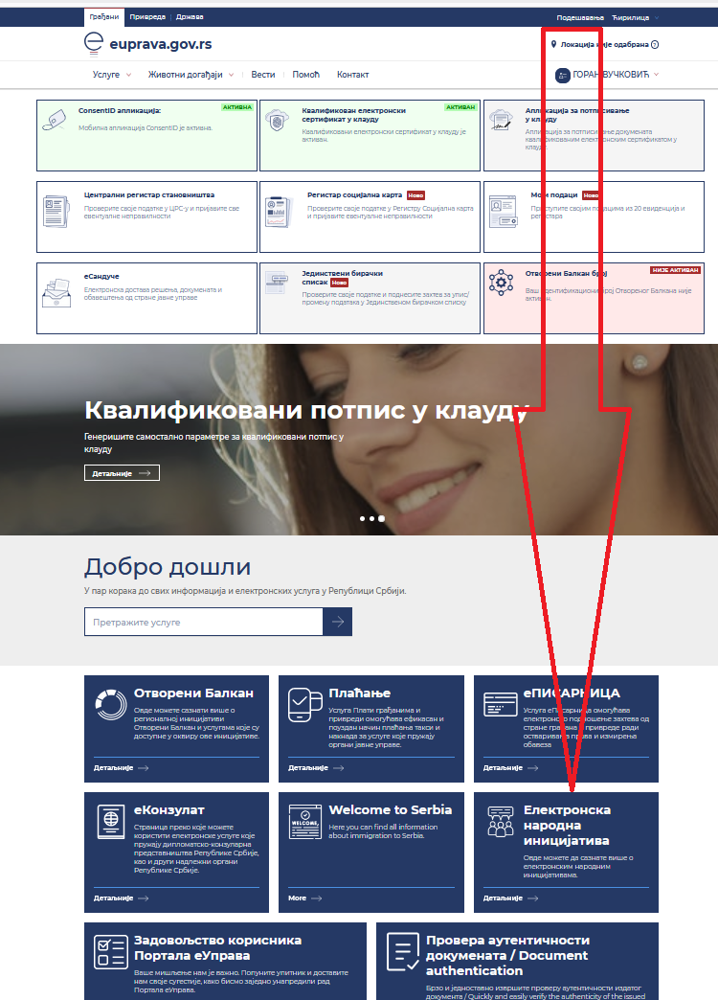 Грађани Привреда Држава
Подешавања Ћирилица
euprava.gov.rs
Локација није одабрана
Услуге Животни догађаји Вести Помоћ Контакт
ГОРАН ВУЧКОВИЋ
ConsentID апликација:
АКТИВНА
Мобилна апликација ConsentID је активна.
Квалификован електронски
сертификат у клауду
АКТИВАН
Квалификовани електронски сертификат у клауду је
активан.
Апликација за потписивање
у клауду
Апликација за потписивање докумената
квалификованим електронским сертификатом у
клауду
Централни регистар становништва
Проверите своје податке у ЦРС-у и пријавите све
евентуалне неправилности
Регистар социјална карта Ново
Проверите своје податке у Регистру Социјална карта
и пријавите евентуалне неправилности
Моји подаци Ново
Приступите својим подацима из 20 евиденција и
регистара
еСандуче
Електронска достава решења, докумената и
обавештења од стране јавне управе
Јединствени бирачки
списак Ново
Проверите своје податке и поднесите захтев за упис/
промену података у Јединственом бирачком списку
Отворени Балкан број
НИЈЕ АКТИВАН
Ваш идентификациони број Отвореног Балкана није
активан.
Квалификовани потпис у клауду
Генеришите самостално параметре за квалификовани потпис у
клауду
Детаљније
Добро дошли
У пар корака до свих информација и електронских услуга у Републици Србији.
Претражите услуге
Отворени Балкан
Овде можете сазнати више о
регионалној иницијативи
Отворени Балкан и услугама које су
доступне у оквиру ове иницијативе.
Детаљније
Плаћање
Услуга Плати грађанима и
привреди омогућава ефикасан и
поуздан начин плаћања такси и
накнада за услуге које пружају
органи јавне управе.
Детаљније
еПИСАРНИЦА
Услуга еПисарница омогућава
електронско подношење захтева од
стране грађана и привреде ради
остваривања права и измирења
обавеза
Детаљније
еКонзулат
Страница преко које можете
користити електронске услуге које
пружају дипломатско-конзуларна
представништва Републике Србије,
као и други надлежни органи
Републике Србије.
Детаљније
WELCOME
Welcome to Serbia
Here you can find all information
about immigration to Serbia.
More
Електронска
народна
иницијатива
Овде можете да сазнате више о
електронским народним
иницијативама.
Детаљније
Задовољство корисника
Портала еУправа
Ваше мишљење нам је важно. Попуните упитник и доставите
нам своје сугестије, како бисмо заједно унапредили рад
Портала еУправа.
Провера аутентичности
документа / Document
authentication
Брзо и једноставно извршите проверу аутентичности издатог
документа / Quickly and easily verify the authenticity of the issued